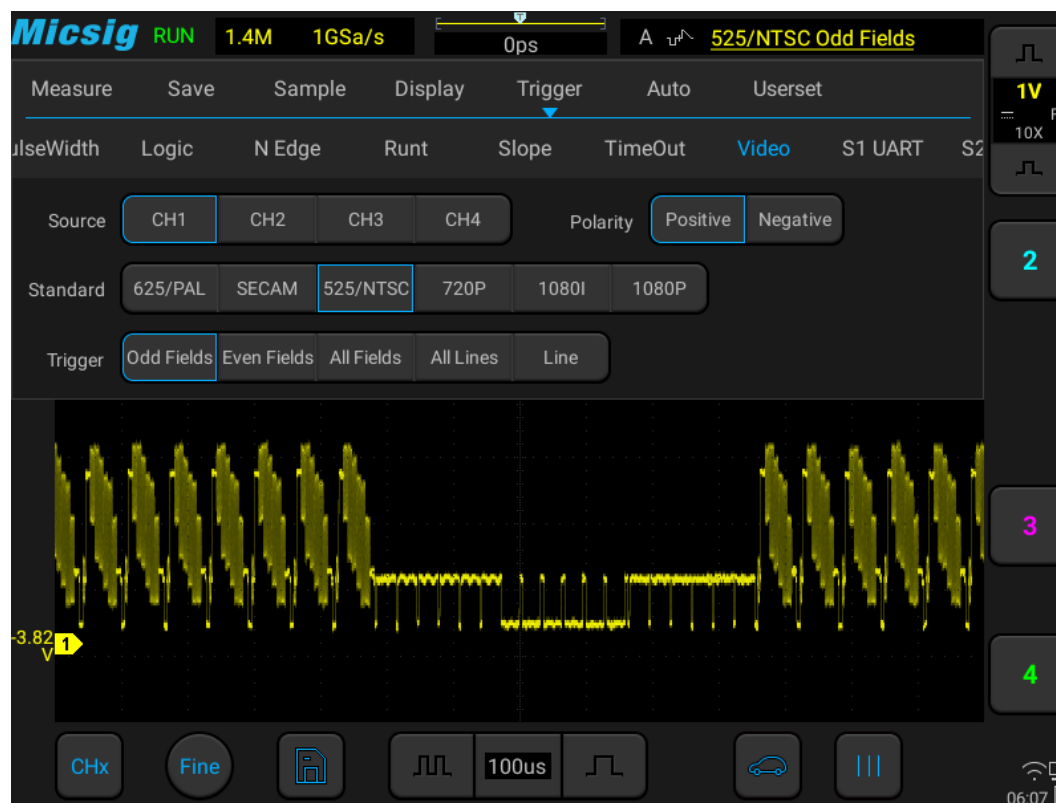 Micsig RUN 1.4M 1GSa/s 0ps A 525/NTSC Odd Fields
Measure Save Sample Display Trigger Auto Userset
ulseWidth Logic N Edge Runt Slope TimeOut Video S1 UART S2
1V
10X
Source CH1 CH2 CH3 CH4 Polarity Positive Negative
2
Standard 625/PAL SECAM 525/NTSC 720P 1080I 1080P
Trigger Odd Fields Even Fields All Fields All Lines Line
3
-3.82
V
1
4
CHx Fine 100us
06:07